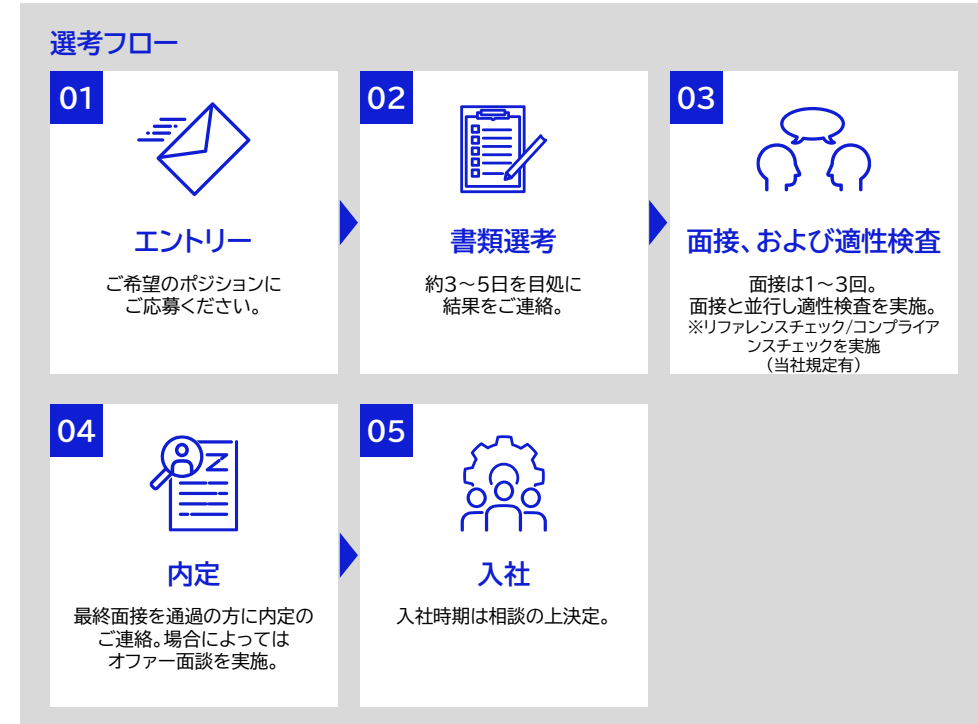 選考フロー
01
エントリー
ご希望のポジションに
ご応募ください。
02
書類選考
約3～5日を目処に
結果をご連絡。
03
面接、および適性検査
面接は1～3回。
面接と並行し適性検査を実施。
※リファレンスチェック/コンプライア
ンスチェックを実施
（当社規定有）
04
内定
最終面接を通過の方に内定の
ご連絡。場合によっては
オファー面談を実施。
05
入社
入社時期は相談の上決定。